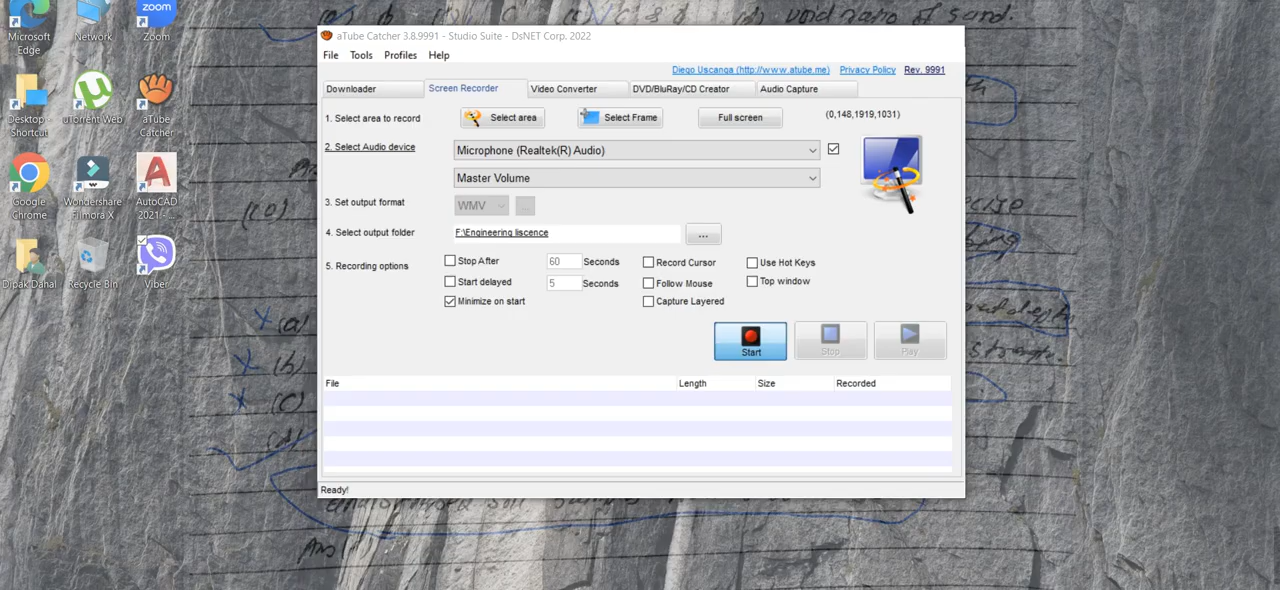 Microsoft
Edge
Network
zoom
Zoom
Desktop -
Shortcut
uTorrent Web
aTube
Catcher
Google
Chrome
Wondershare
Filmora X
AutoCAD
2021 - ...
Dipak Dahal
Recycle Bin
Viber
(a) (b) (c) (d) void ratio of sand.
(a)
(b)
(c)
(d)
Ans
aTube Catcher 3.8.9991 - Studio Suite - DsNET Corp. 2022
File Tools Profiles Help
Diego Uscanga (http://www.atube.me) Privacy Policy Rev. 9991
Downloader Screen Recorder Video Converter DVD/BluRay/CD Creator Audio Capture
1. Select area to record Select area Select Frame Full screen (0,148,1919,1031)
2. Select Audio device Microphone (Realtek(R) Audio)
Master Volume
3. Set output format WMV ...
4. Select output folder F:\Engineering liscence ...
5. Recording options Stop After 60 Seconds Record Cursor Use Hot Keys
Start delayed 5 Seconds Follow Mouse Top window
Minimize on start Capture Layered
Start Stop Play
File Length Size Recorded
Ready!